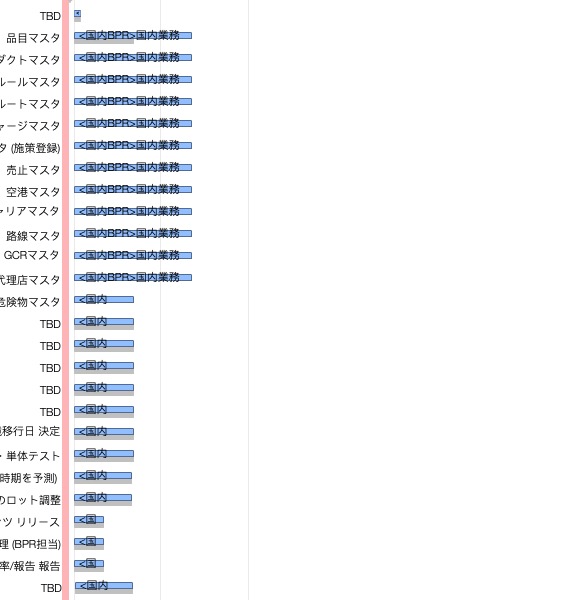 TBD
品目マスタ <国内BPR>国内業務
ダクトマスタ <国内BPR>国内業務
ルールマスタ <国内BPR>国内業務
ルートマスタ <国内BPR>国内業務
ャージマスタ <国内BPR>国内業務
タ (施策登録) <国内BPR>国内業務
売止マスタ <国内BPR>国内業務
空港マスタ <国内BPR>国内業務
ャリアマスタ <国内BPR>国内業務
路線マスタ <国内BPR>国内業務
GCRマスタ <国内BPR>国内業務
代理店マスタ <国内BPR>国内業務
危険物マスタ <国内
TBD <国内
TBD <国内
TBD <国内
TBD <国内
TBD <国内
移行日 決定 <国内
・単体テスト <国内
時期を予測) <国内
のロット調整 <国内
ツ リリース <国
理 (BPR担当) <国
率/報告 報告 <国
TBD <国内